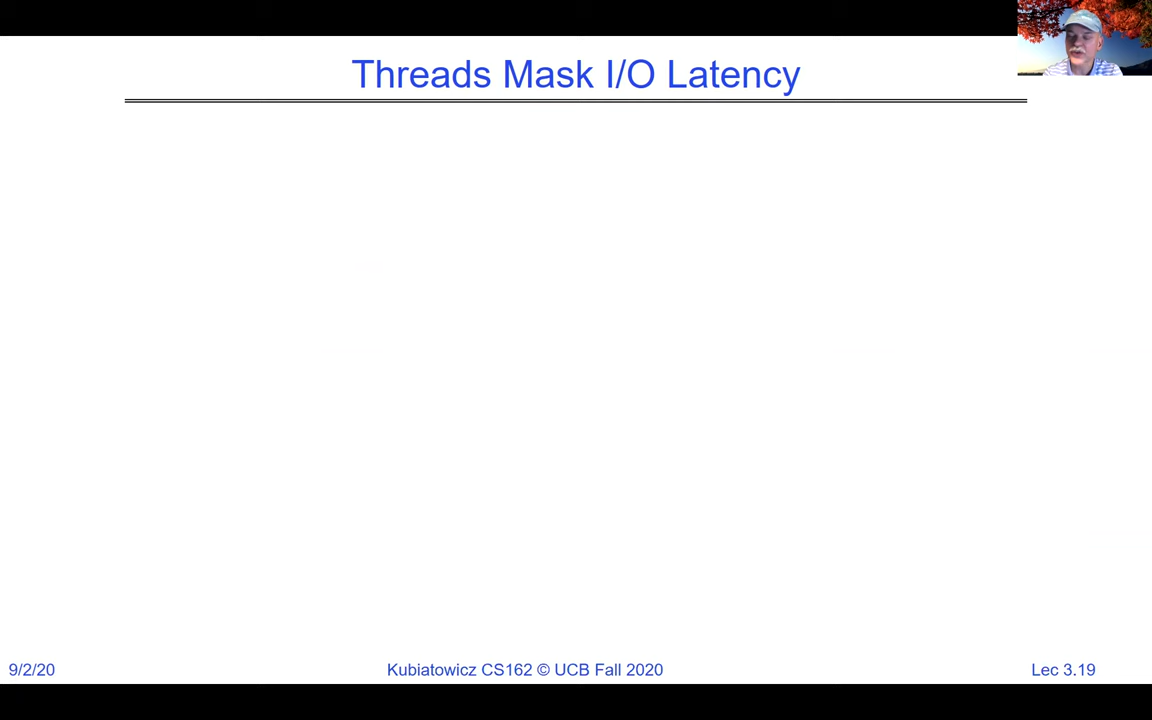 Threads Mask I/O Latency
9/2/20
Kubiatowicz CS162 © UCB Fall 2020
Lec 3.19